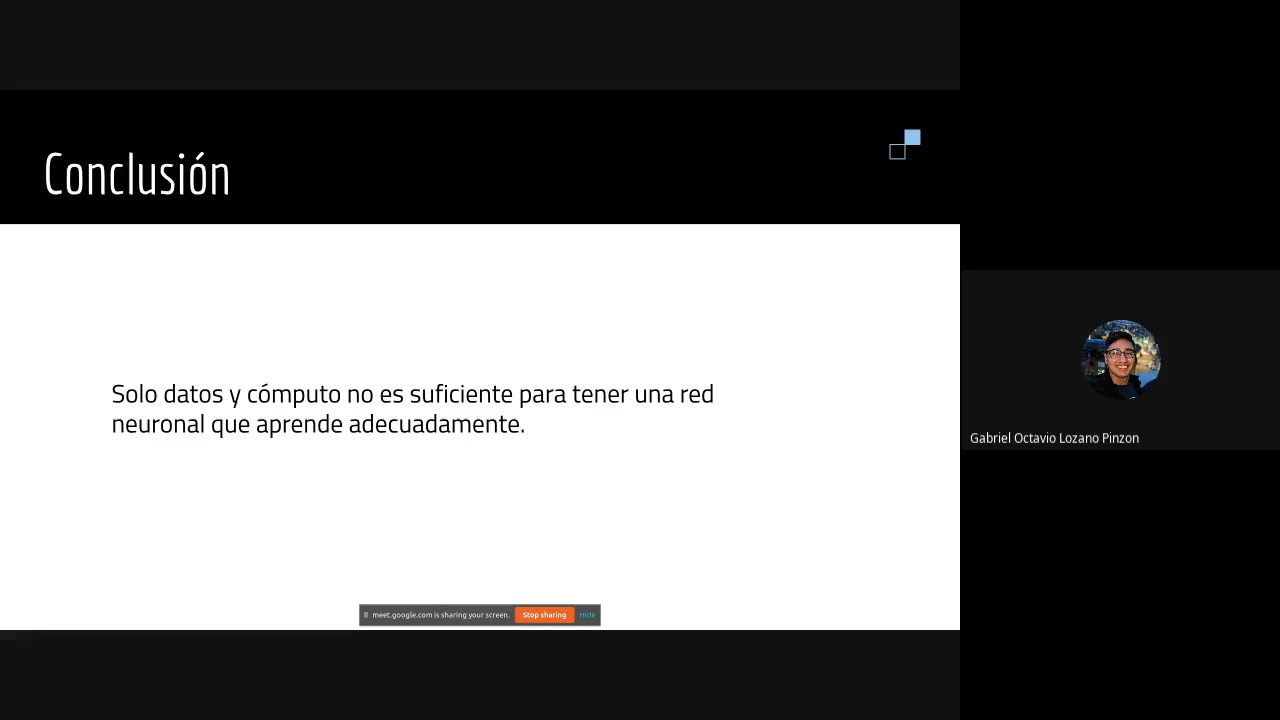 Conclusión
Solo datos y cómputo no es suficiente para tener una red
neuronal que aprende adecuadamente.
meet.google.com is sharing your screen. Stop sharing Hide
Gabriel Octavio Lozano Pinzon